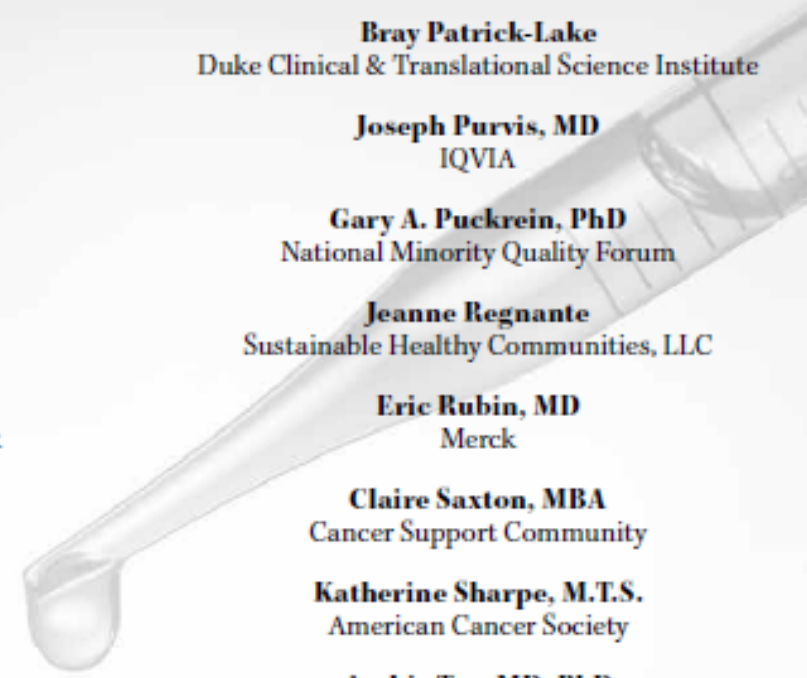 Bray Patrick-Lake
Duke Clinical & Translational Science Institute
Joseph Purvis, MD
IQVIA
Gary A. Puckrein, PhD
National Minority Quality Forum
Jeanne Regnante
Sustainable Healthy Communities, LLC
Eric Rubin, MD
Merck
Claire Saxton, MBA
Cancer Support Community
Katherine Sharpe, M.T.S.
American Cancer Society